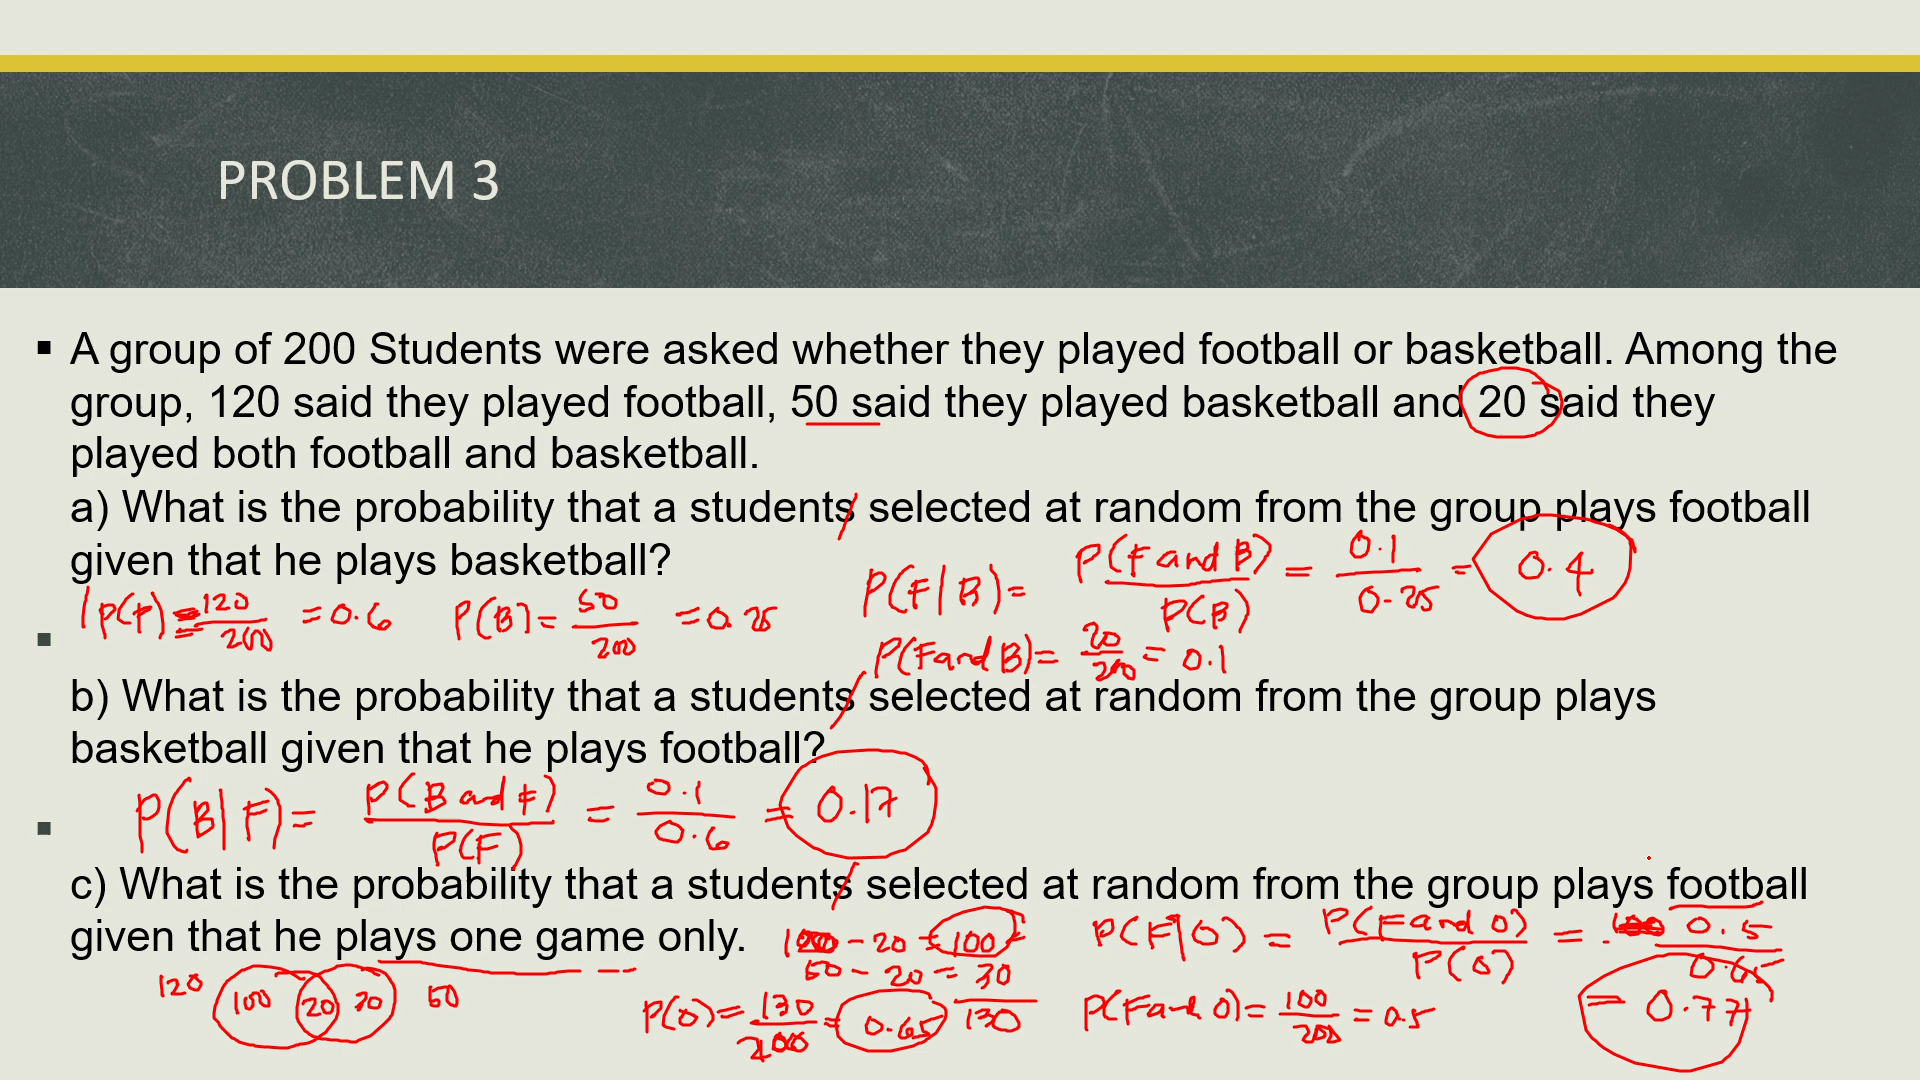 PROBLEM 3
▪ A group of 200 Students were asked whether they played football or basketball. Among the
group, 120 said they played football, 50 said they played basketball and 20 said they
played both football and basketball.
a) What is the probability that a students selected at random from the group plays football
given that he plays basketball?
P(F|B) = P(F and B) / P(B) = 0.1 / 0.25 = 0.4
P(F) = 120/200 = 0.6 P(B) = 50/200 = 0.25
P(F and B) = 20/200 = 0.1
b) What is the probability that a students selected at random from the group plays
basketball given that he plays football?
P(B|F) = P(B and F) / P(F) = 0.1 / 0.6 = 0.17
c) What is the probability that a students selected at random from the group plays football
given that he plays one game only.
- 20 = 100
50 - 20 = 30
130
P(F|O) = P(F and O) / P(O) = 0.5 / 0.65
= 0.77
120 100 20 30 50
P(O) = 130/200 = 0.65
P(F and O) = 100/200 = 0.5